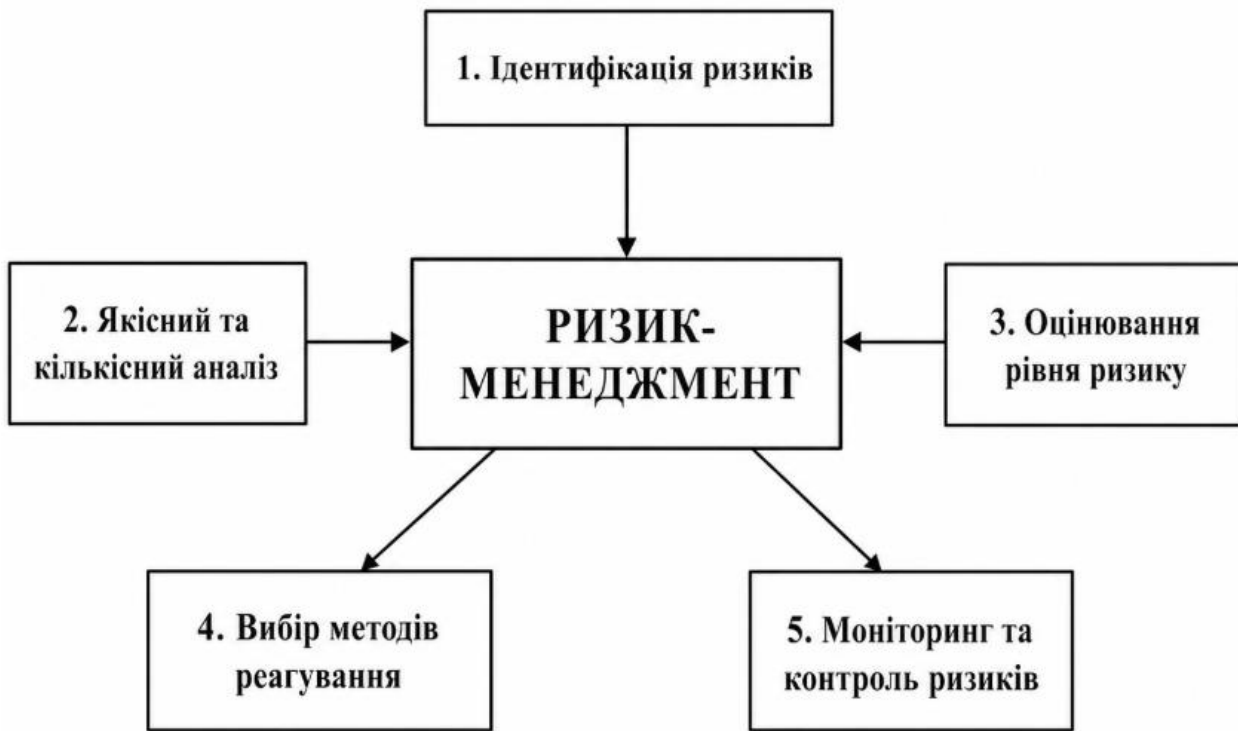 1. Ідентифікація ризиків
2. Якісний та
кількісний аналіз
РИЗИК-
МЕНЕДЖМЕНТ
3. Оцінювання
рівня ризику
4. Вибір методів
реагування
5. Моніторинг та
контроль ризиків